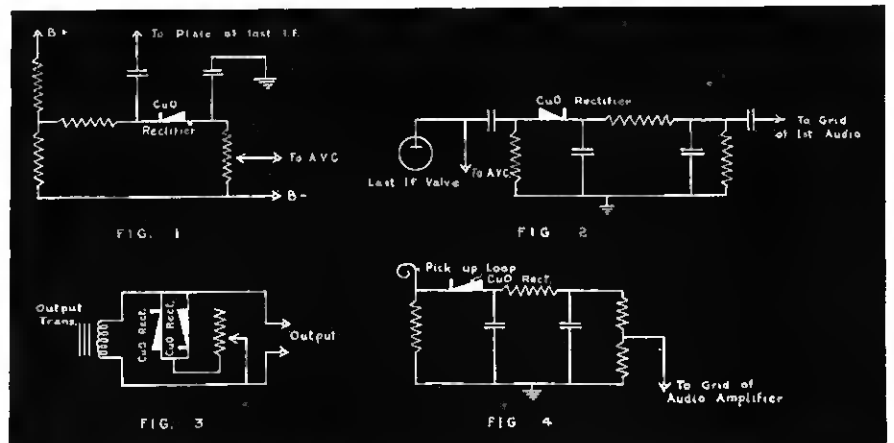 B+
To Plate of last I.F.
CuO
Rectifier
To A.V.C.
B-
FIG. 1
CuO Rectifier
To Grid
of 1st Audio
Last IF Valve
To AVC.
FIG 2
Output
Trans.
CuO Rect.
CuO Rect.
Output
FIG. 3
Pick up Loop
CuO Rect.
To Grid of
Audio Amplifier
FIG 4